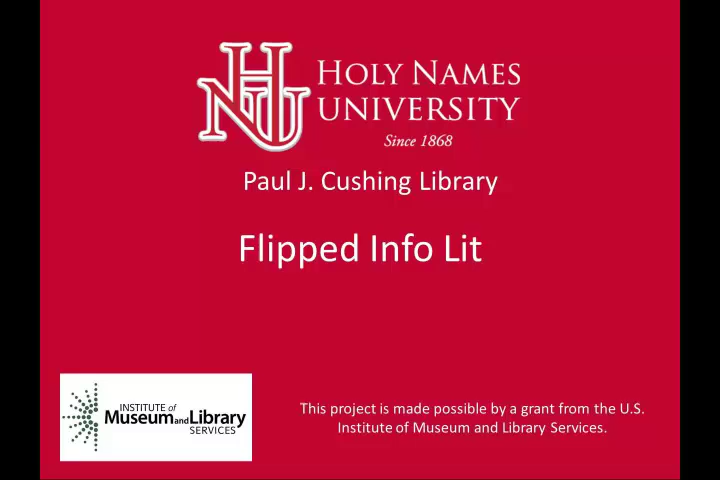 HNU
HOLY NAMES
UNIVERSITY
Since 1868
Paul J. Cushing Library
Flipped Info Lit
INSTITUTE of
Museum and Library
SERVICES
This project is made possible by a grant from the U.S.
Institute of Museum and Library Services.